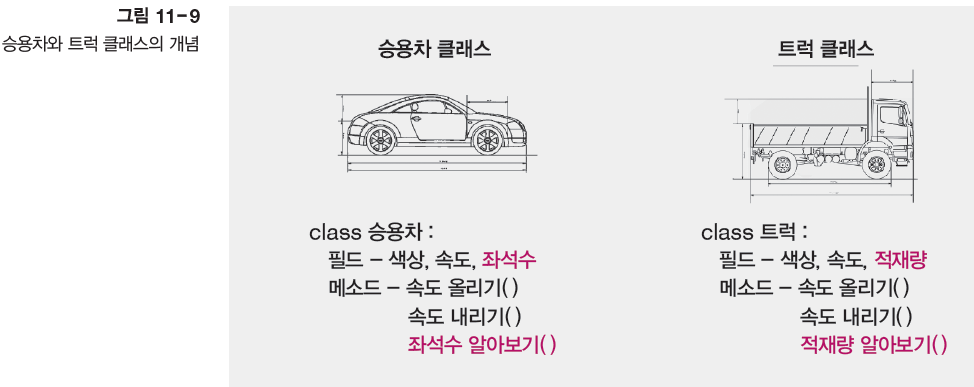 그림 11-9
승용차와 트럭 클래스의 개념
승용차 클래스
class 승용차 :
필드 – 색상, 속도, 좌석수
메소드 – 속도 올리기( )
속도 내리기( )
좌석수 알아보기( )
트럭 클래스
class 트럭 :
필드 – 색상, 속도, 적재량
메소드 – 속도 올리기( )
속도 내리기( )
적재량 알아보기( )